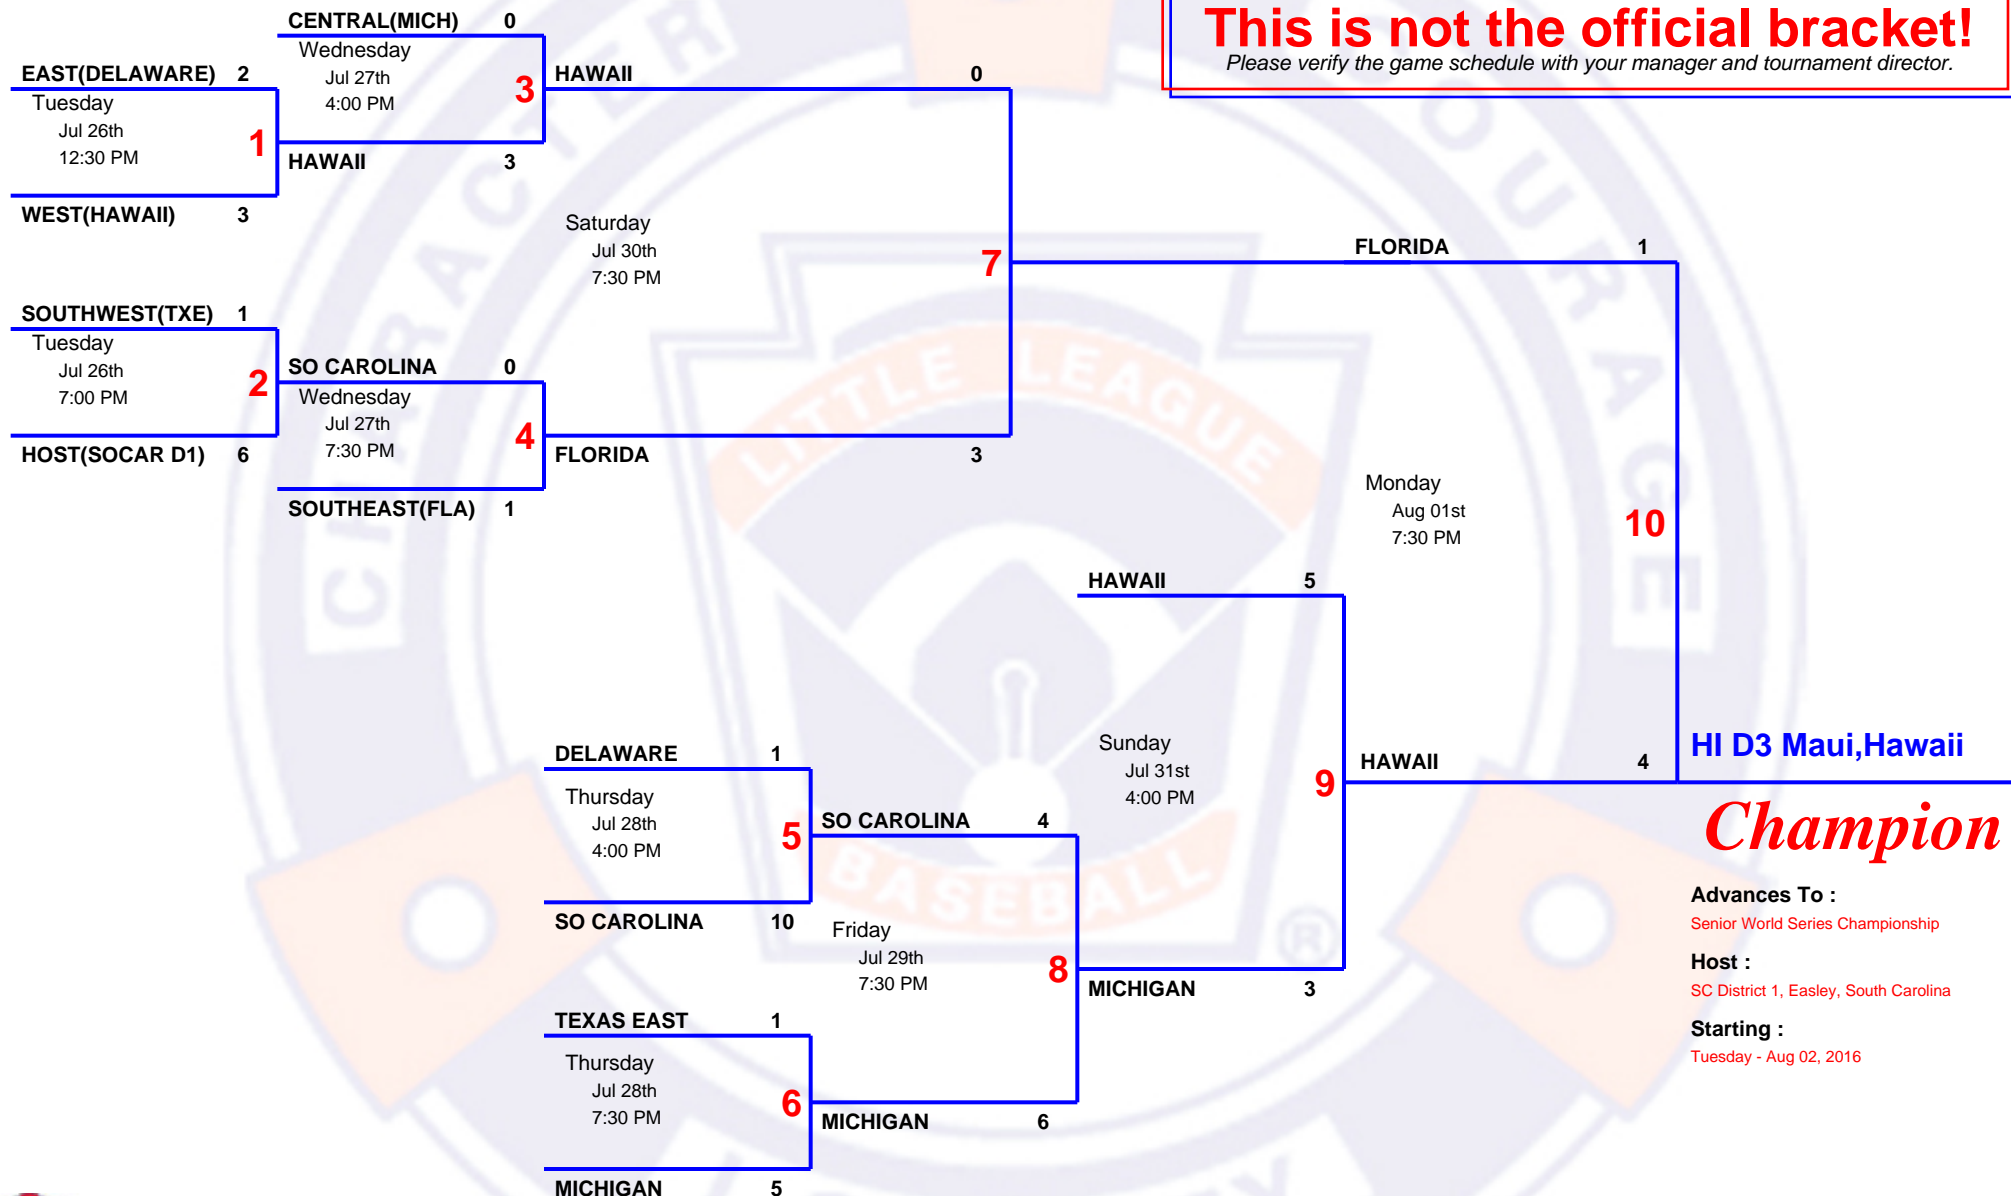 This is not the official bracket!
Please verify the game schedule with your manager and tournament director.
CENTRAL(MICH) 0
Wednesday
Jul 27th
4:00 PM
3
HAWAII 3
EAST(DELAWARE) 2
Tuesday
Jul 26th
12:30 PM
1
WEST(HAWAII) 3
HAWAII 0
Saturday
Jul 30th
7:30 PM
7
FLORIDA 3
SOUTHWEST(TXE) 1
Tuesday
Jul 26th
7:00 PM
2
HOST(SOCAR D1) 6
SO CAROLINA 0
Wednesday
Jul 27th
7:30 PM
4
SOUTHEAST(FLA) 1
FLORIDA 1
Monday
Aug 01st
7:30 PM
10
HAWAII 4
HAWAII 5
Sunday
Jul 31st
4:00 PM
9
MICHIGAN 3
DELAWARE 1
Thursday
Jul 28th
4:00 PM
5
SO CAROLINA 10
SO CAROLINA 4
Friday
Jul 29th
7:30 PM
8
MICHIGAN 6
TEXAS EAST 1
Thursday
Jul 28th
7:30 PM
6
MICHIGAN 5
HI D3 Maui,Hawaii
Champion
Advances To :
Senior World Series Championship
Host :
SC District 1, Easley, South Carolina
Starting :
Tuesday - Aug 02, 2016
CHARACTER
COURAGE
LITTLE LEAGUE
BASEBALL
®